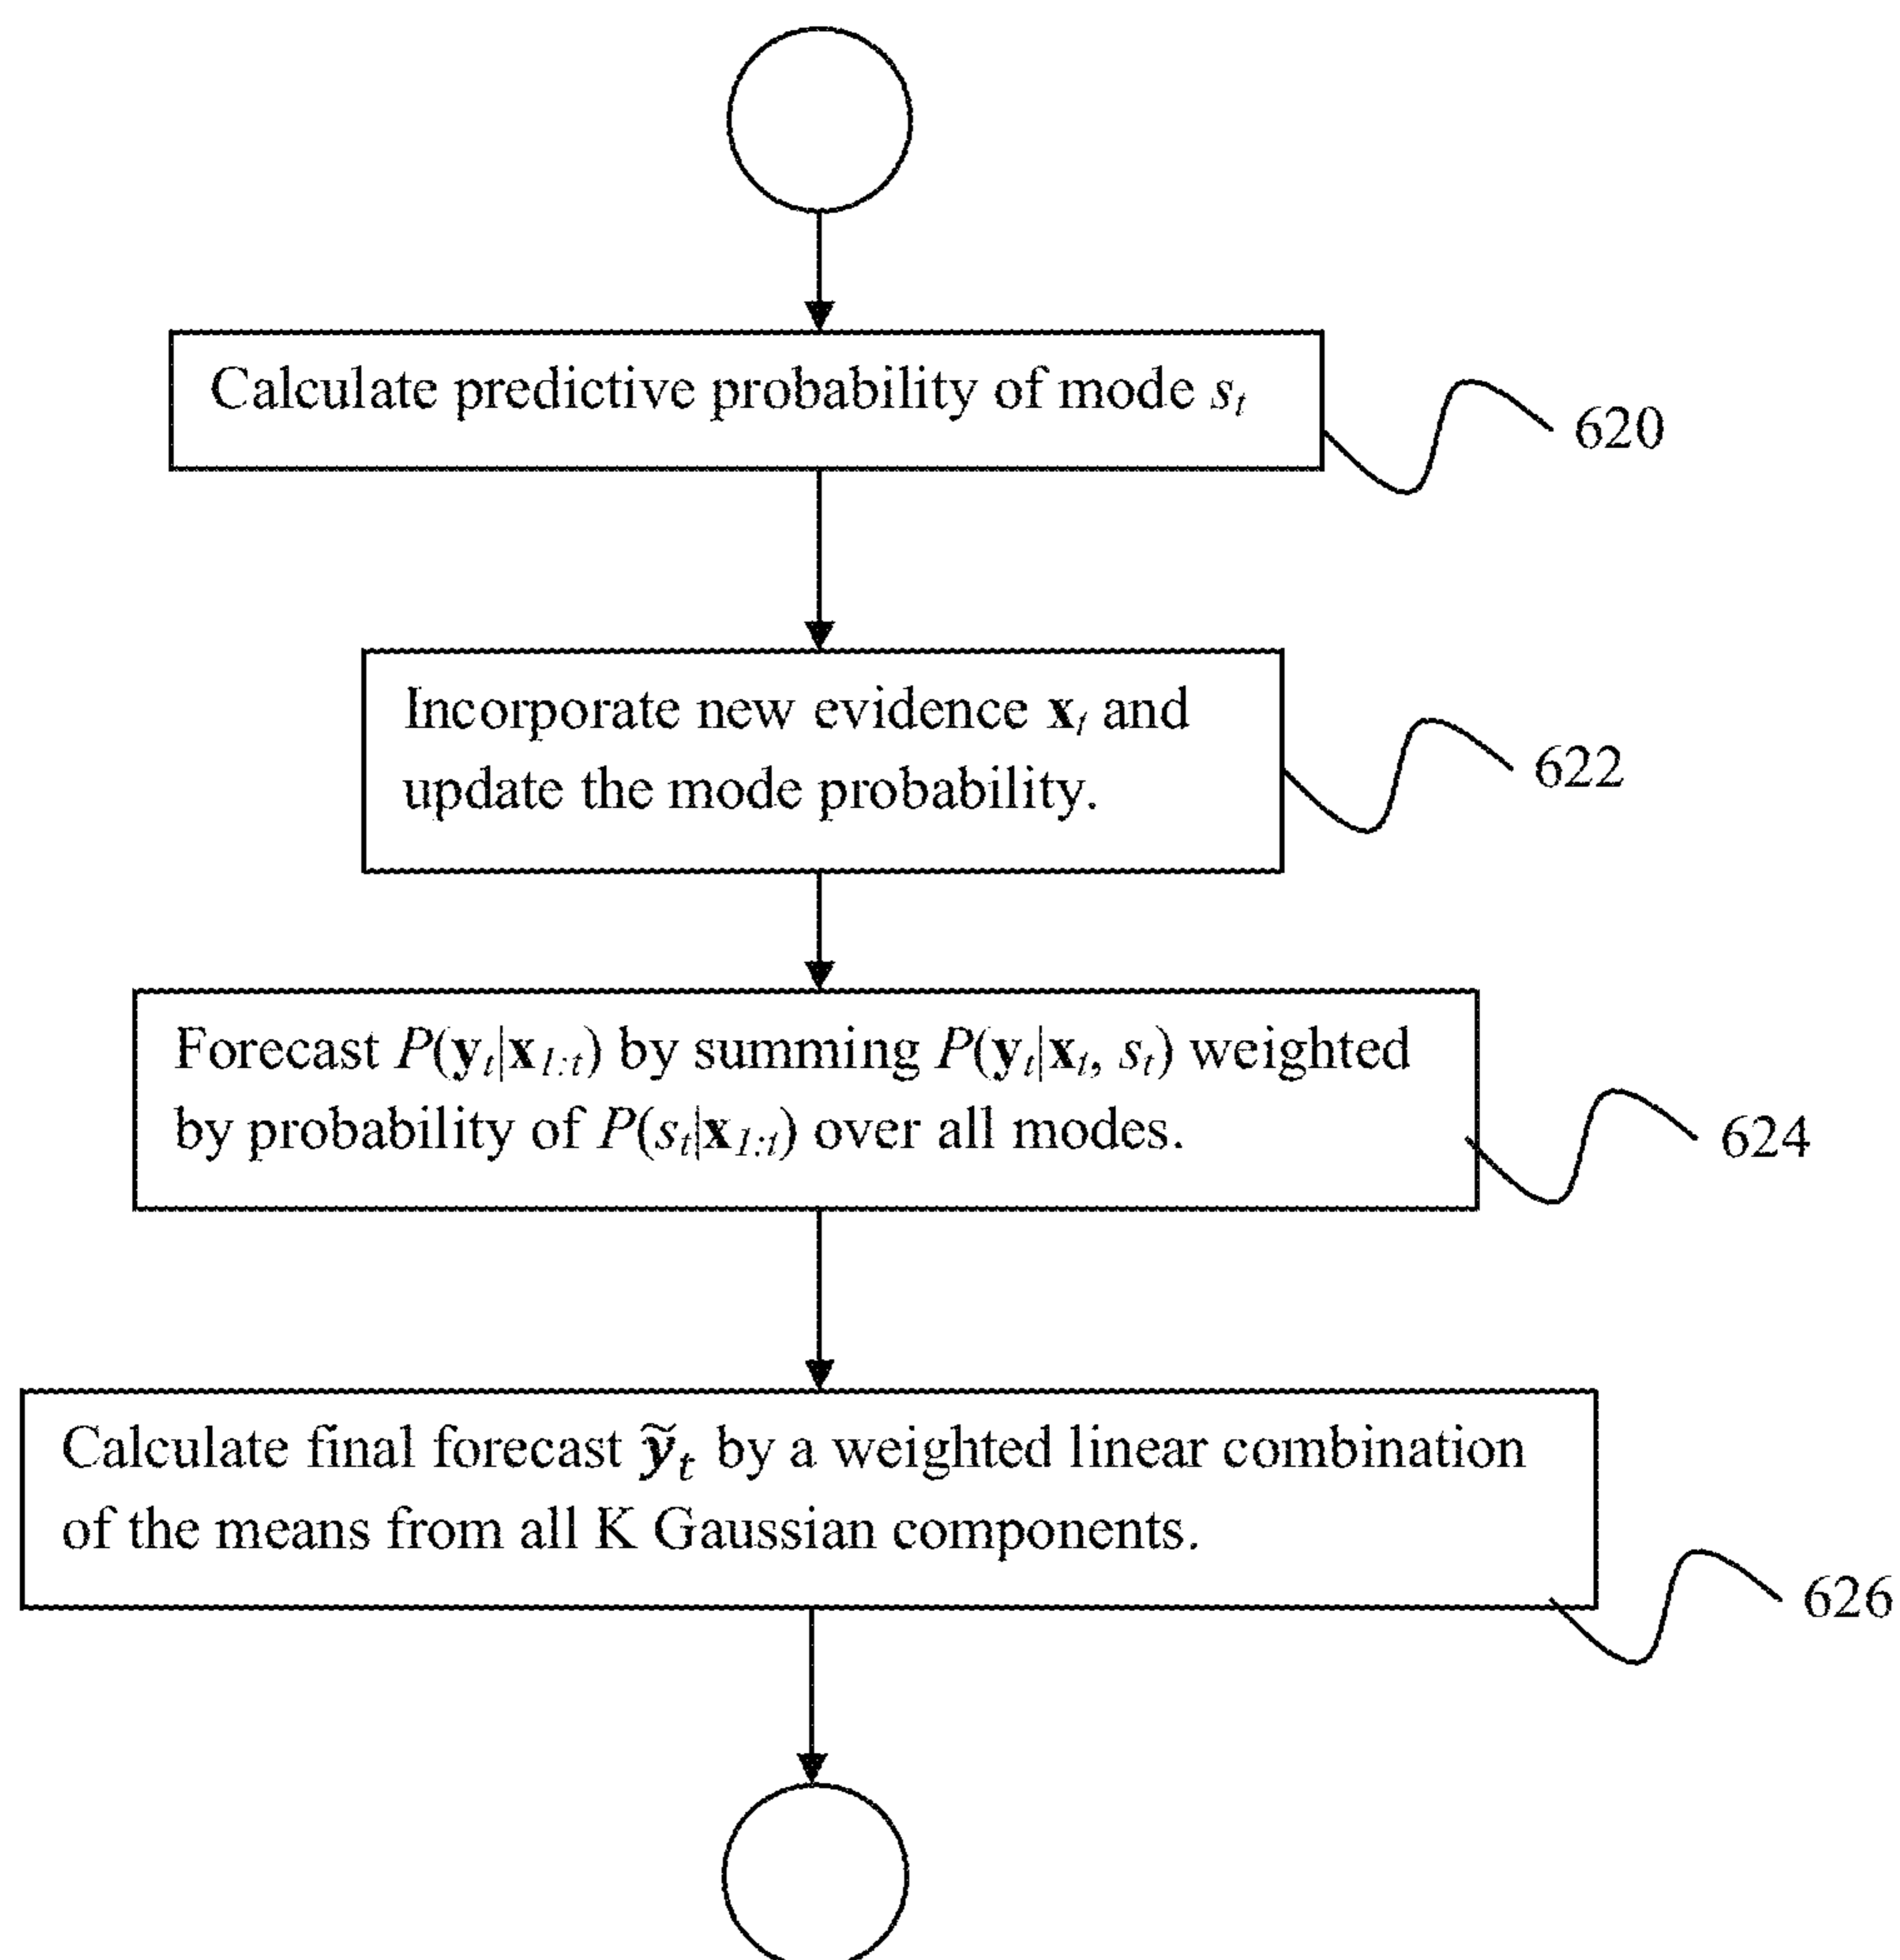 Calculate predictive probability of mode sₜ
620
Incorporate new evidence xₜ and
update the mode probability.
622
Forecast P(yₜ|x₁:ₜ) by summing P(yₜ|xₜ, sₜ) weighted
by probability of P(sₜ|x₁:ₜ) over all modes.
624
Calculate final forecast ỹₜ by a weighted linear combination
of the means from all K Gaussian components.
626